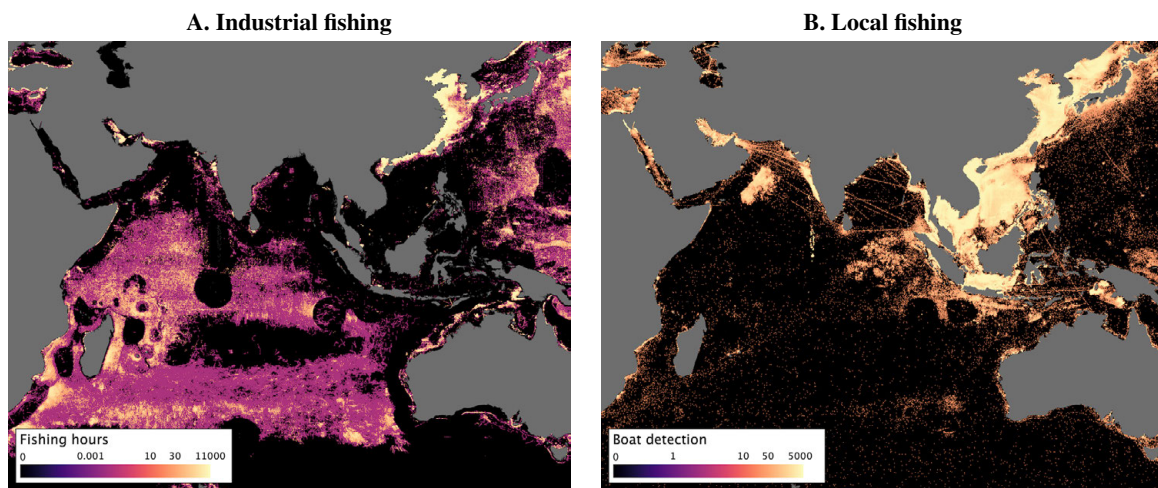 A. Industrial fishing
B. Local fishing
Fishing hours
0 0.001 10 30 11000
Boat detection
0 1 10 50 5000